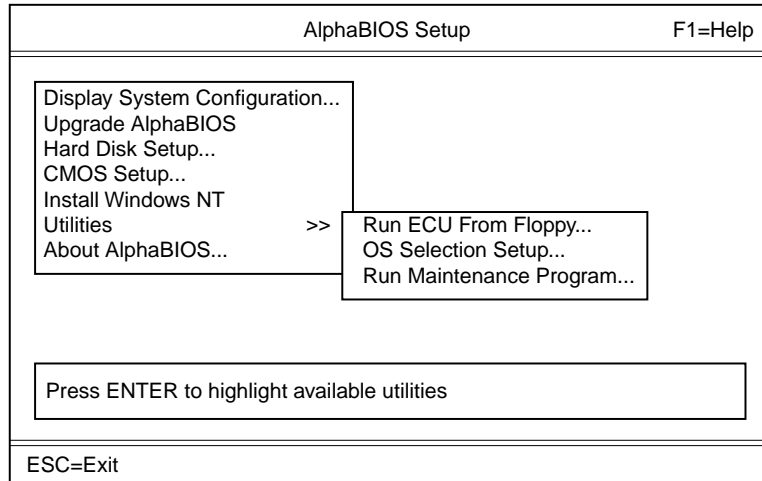 AlphaBIOS Setup F1=Help
Display System Configuration...
Upgrade AlphaBIOS
Hard Disk Setup...
CMOS Setup...
Install Windows NT
Utilities >>
About AlphaBIOS...
Run ECU From Floppy...
OS Selection Setup...
Run Maintenance Program...
Press ENTER to highlight available utilities
ESC=Exit